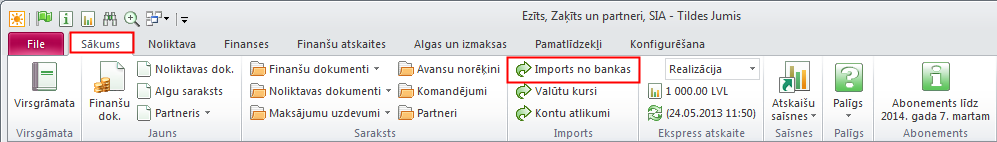 Ezīts, Zaķīts un partneri, SIA - Tildes Jumis
File Sākums Noliktava Finanses Finanšu atskaites Algas un izmaksas Pamatlīdzekļi Konfigurēšana
Virsgrāmata
Virsgrāmata
Finanšu dok.
Noliktavas dok.
Algu saraksts
Partneris
Jauns
Finanšu dokumenti
Noliktavas dokumenti
Maksājumu uzdevumi
Avansu norēķini
Komandējumi
Partneri
Saraksts
Imports no bankas
Valūtu kursi
Kontu atlikumi
Imports
Realizācija
1 000.00 LVL
(24.05.2013 11:50)
Ekspress atskaite
Atskaišu saīsnes
Saīsnes
Palīgs
Palīgs
Abonements līdz
2014. gada 7. martam
Abonements